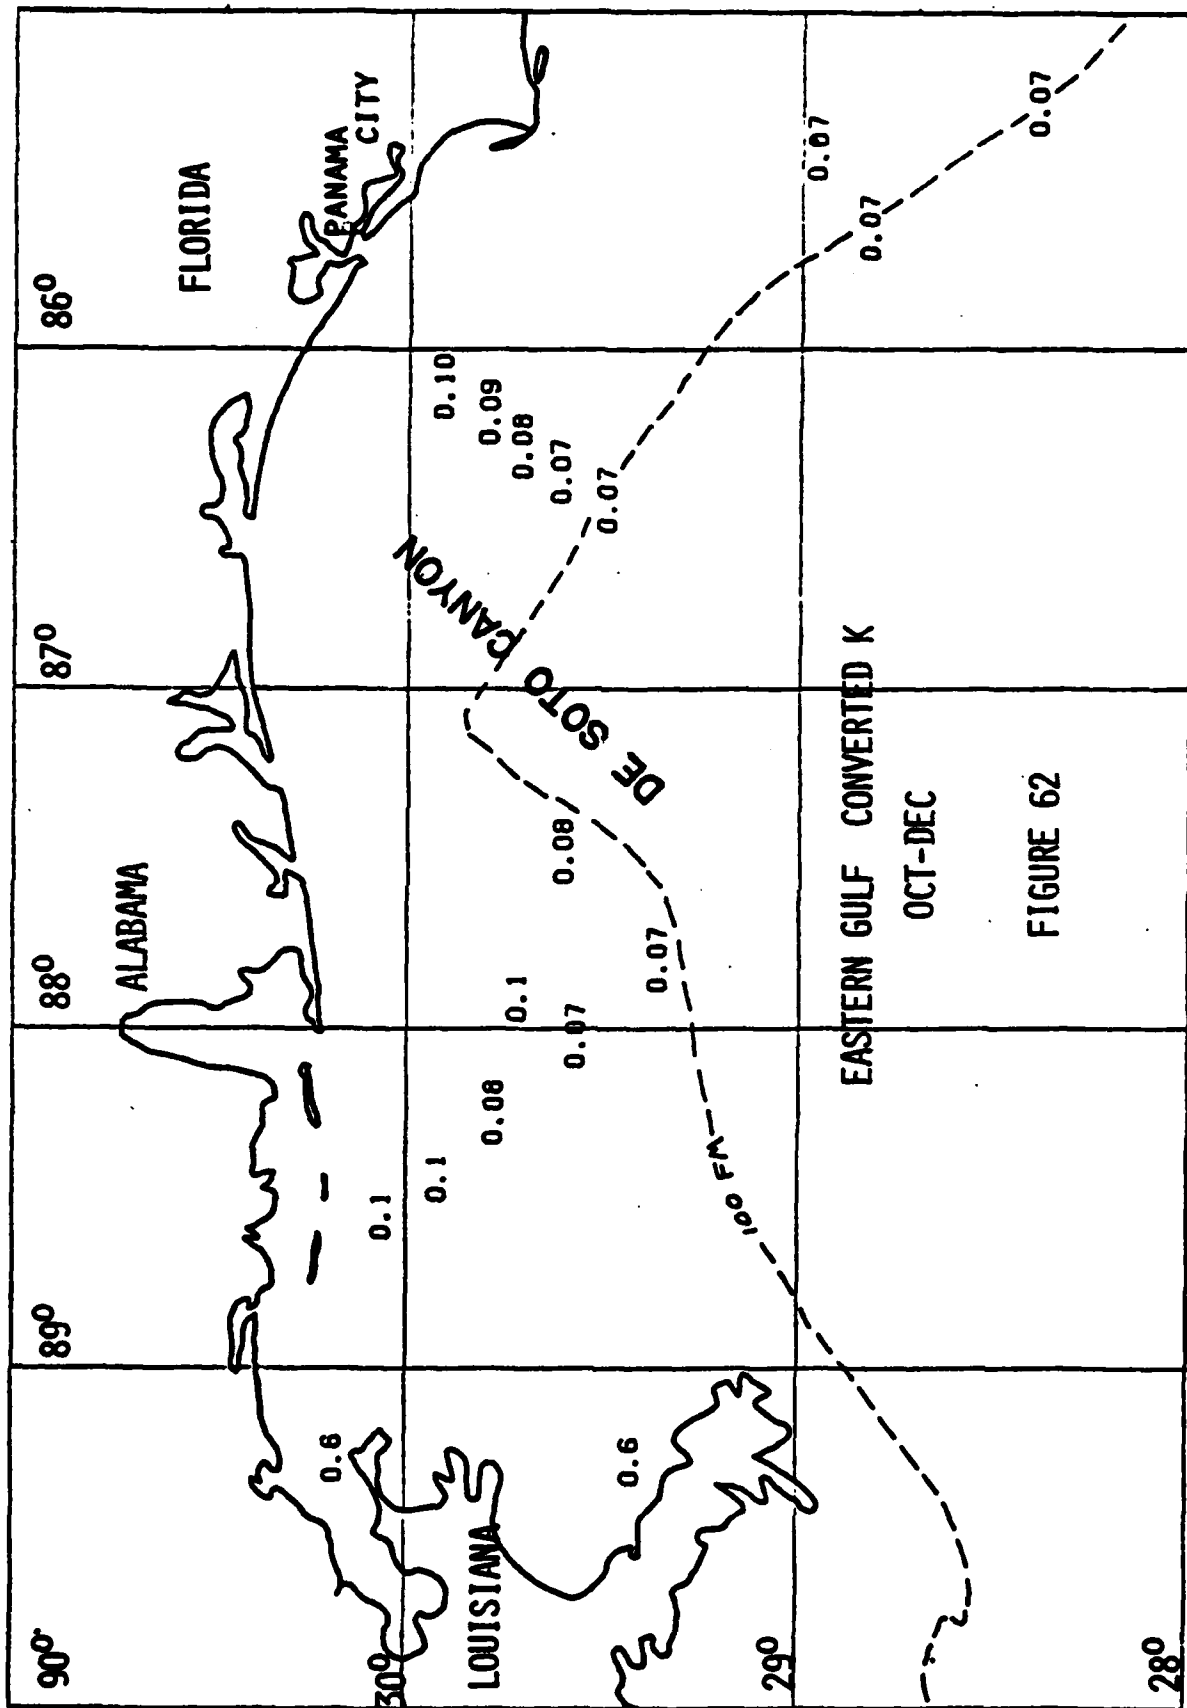 90°
89°
88°
87°
86°
ALABAMA
FLORIDA
PANAMA
CITY
0.6
30°
0.1
0.1
0.10
LOUISIANA
0.08
0.1
0.09
0.08
0.07
0.08
0.07
0.07
DE SOTO CANYON
0.6
0.07
100 FM
29°
0.07
0.07
0.07
EASTERN GULF CONVERTED K
OCT-DEC
FIGURE 62
28°